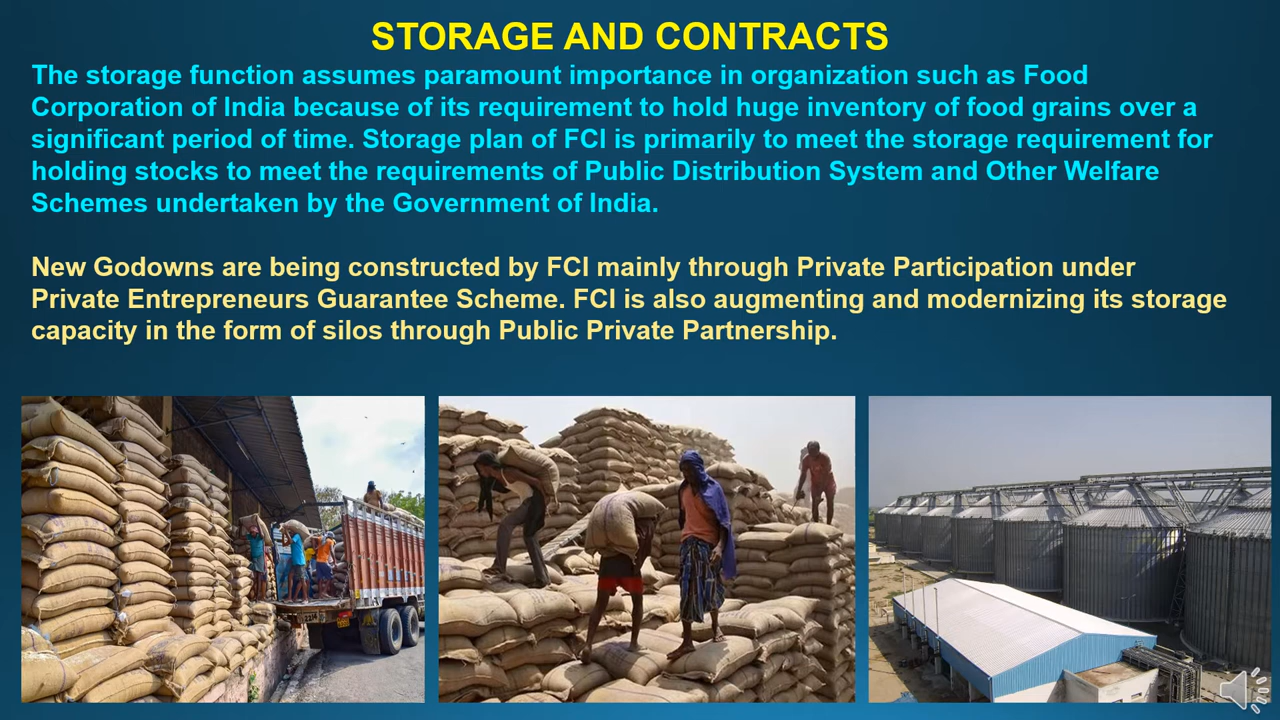 STORAGE AND CONTRACTS
The storage function assumes paramount importance in organization such as Food
Corporation of India because of its requirement to hold huge inventory of food grains over a
significant period of time. Storage plan of FCI is primarily to meet the storage requirement for
holding stocks to meet the requirements of Public Distribution System and Other Welfare
Schemes undertaken by the Government of India.
New Godowns are being constructed by FCI mainly through Private Participation under
Private Entrepreneurs Guarantee Scheme. FCI is also augmenting and modernizing its storage
capacity in the form of silos through Public Private Partnership.